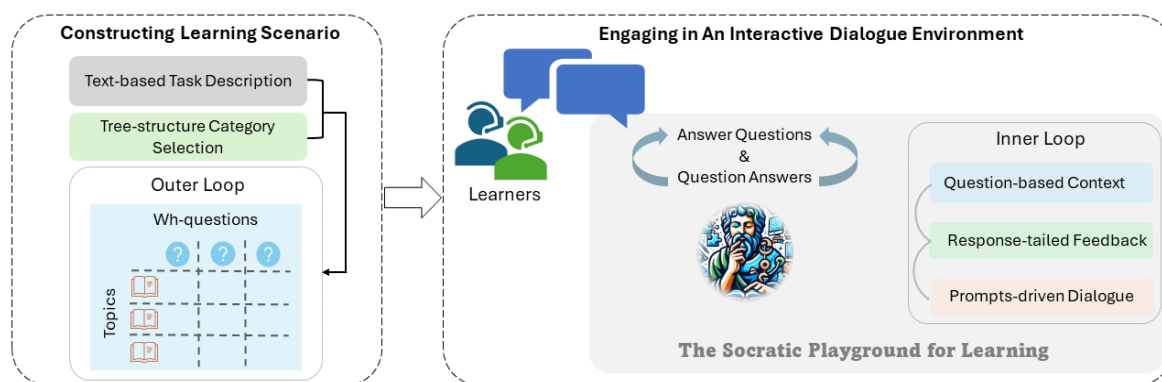 Constructing Learning Scenario
Text-based Task Description
Tree-structure Category
Selection
Outer Loop
Wh-questions
? ? ?
Topics
Engaging in An Interactive Dialogue Environment
Learners
Answer Questions
&
Question Answers
Inner Loop
Question-based Context
Response-tailed Feedback
Prompts-driven Dialogue
The Socratic Playground for Learning